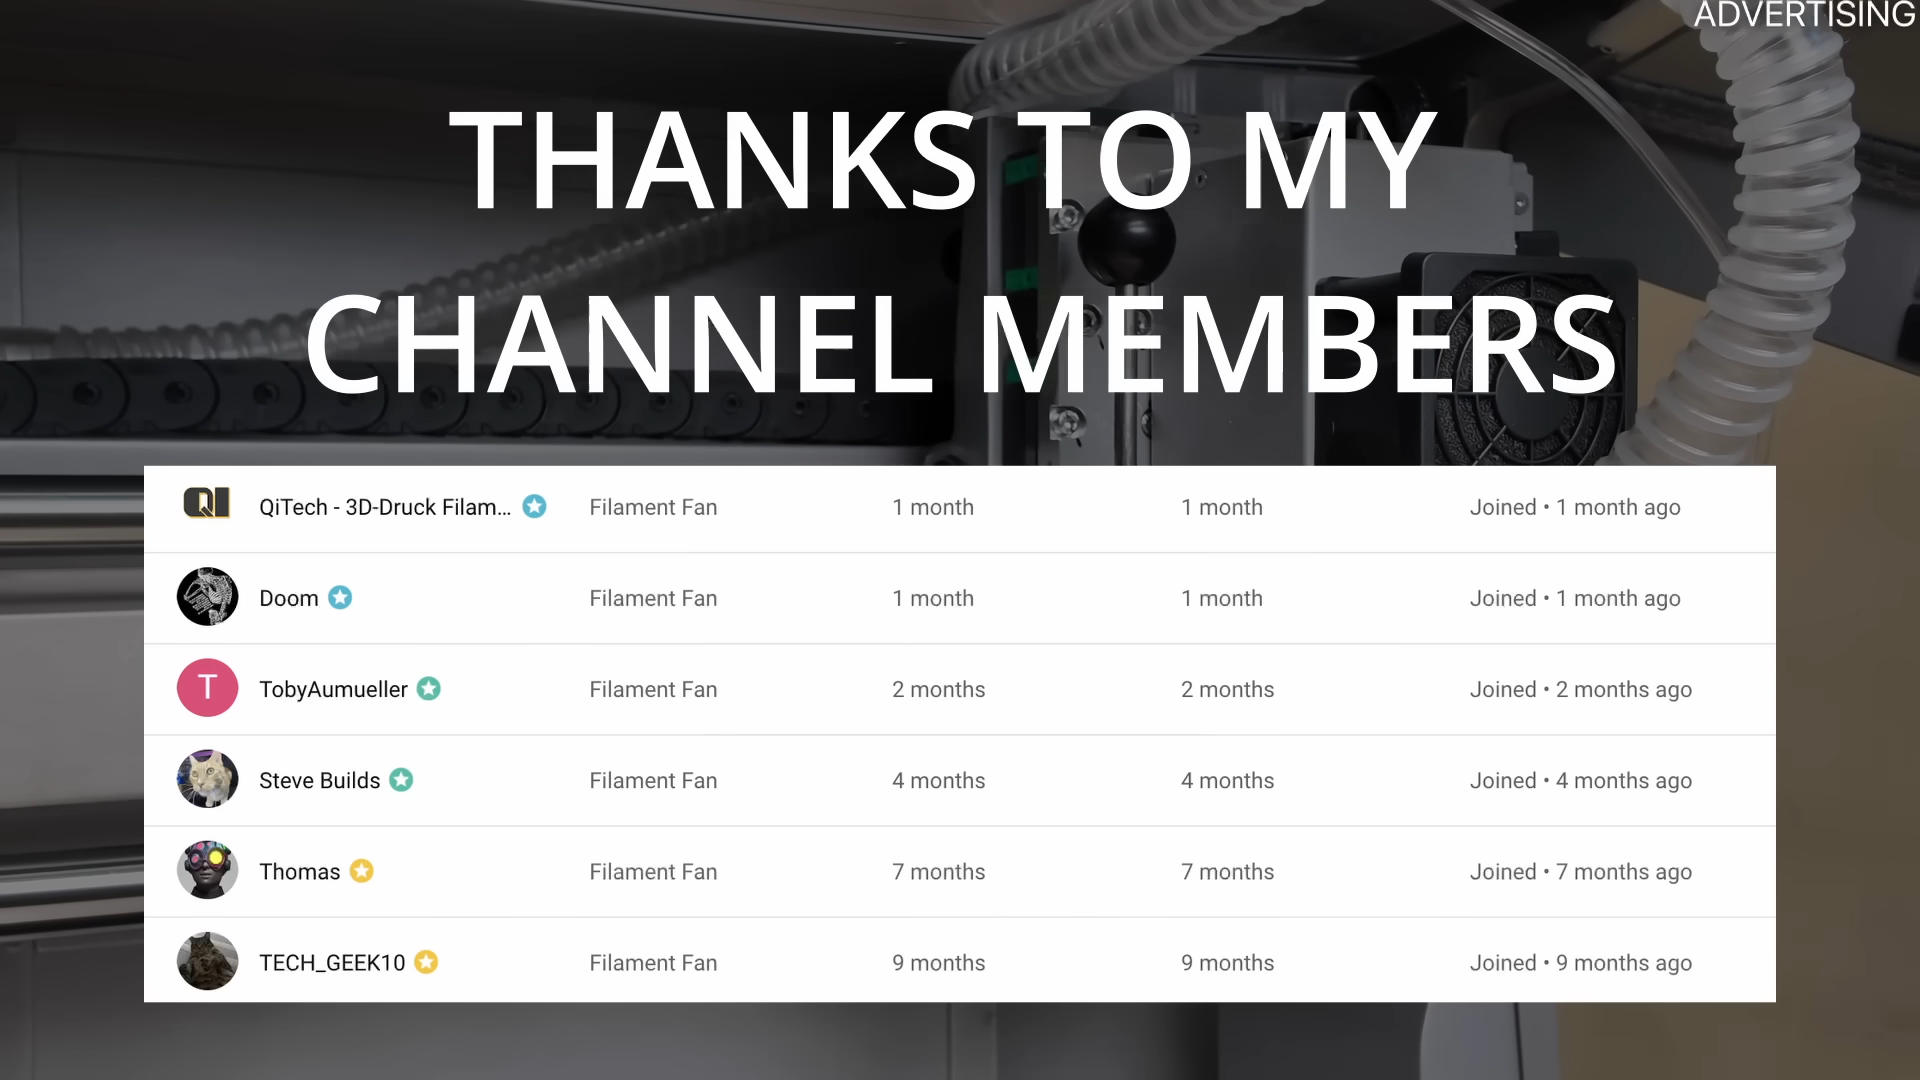 ADVERTISING
THANKS TO MY
CHANNEL MEMBERS
QI QiTech - 3D-Druck Filam... Filament Fan 1 month 1 month Joined • 1 month ago
Doom Filament Fan 1 month 1 month Joined • 1 month ago
T TobyAumueller Filament Fan 2 months 2 months Joined • 2 months ago
Steve Builds Filament Fan 4 months 4 months Joined • 4 months ago
Thomas Filament Fan 7 months 7 months Joined • 7 months ago
TECH_GEEK10 Filament Fan 9 months 9 months Joined • 9 months ago